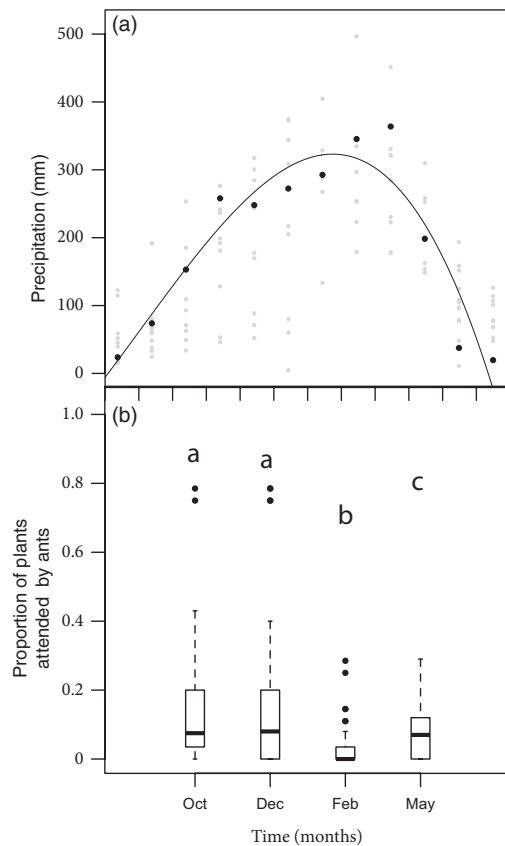 (a)
500
400
300
200
100
0
Precipitation (mm)
(b)
1.0
0.8
0.6
0.4
0.2
0
Proportion of plants
attended by ants
a
a
b
c
Oct Dec Feb May
Time (months)